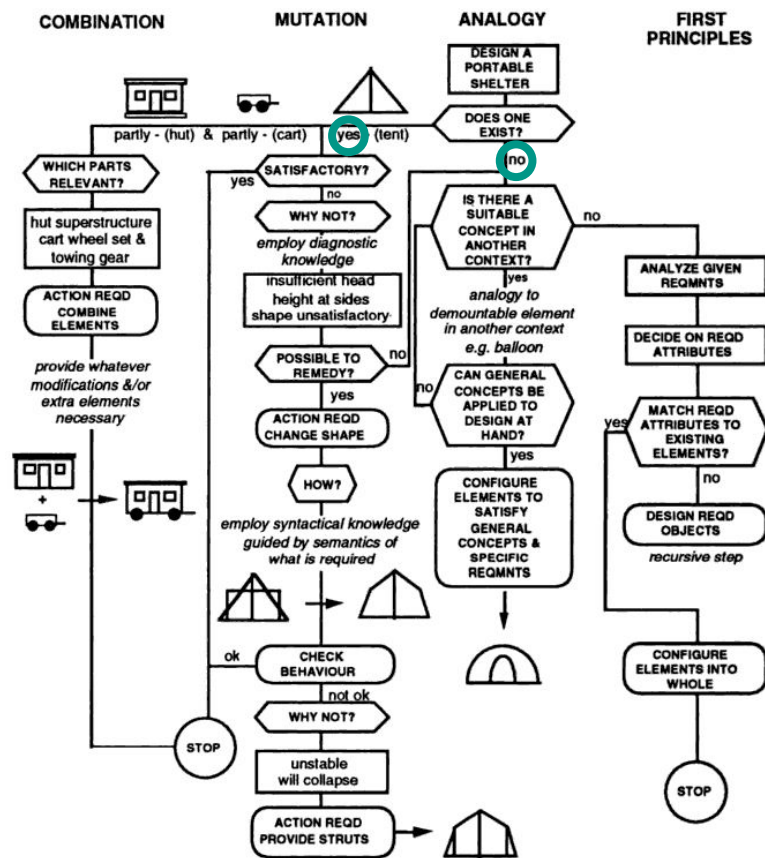 COMBINATION
MUTATION
ANALOGY
FIRST
PRINCIPLES
DESIGN A
PORTABLE
SHELTER
DOES ONE
EXIST?
partly - (hut) & partly - (cart)
yes - (tent)
no
WHICH PARTS
RELEVANT?
hut superstructure
cart wheel set &
towing gear
ACTION REQD
COMBINE
ELEMENTS
provide whatever
modifications &/or
extra elements
necessary
+
yes
SATISFACTORY?
no
WHY NOT?
employ diagnostic
knowledge
insufficient head
height at sides
shape unsatisfactory.
POSSIBLE TO
REMEDY?
no
yes
ACTION REQD
CHANGE SHAPE
HOW?
employ syntactical knowledge
guided by semantics of
what is required
ok
CHECK
BEHAVIOUR
not ok
WHY NOT?
STOP
unstable
will collapse
ACTION REQD
PROVIDE STRUTS
IS THERE A
SUITABLE
CONCEPT IN
ANOTHER
CONTEXT?
no
yes
analogy to
demountable element
in another context
e.g. balloon
no
CAN GENERAL
CONCEPTS BE
APPLIED TO
DESIGN AT
HAND?
yes
CONFIGURE
ELEMENTS TO
SATISFY
GENERAL
CONCEPTS &
SPECIFIC
REQMNTS
ANALYZE GIVEN
REQMNTS
DECIDE ON REQD
ATTRIBUTES
yes
MATCH REQD
ATTRIBUTES TO
EXISTING
ELEMENTS?
no
DESIGN REQD
OBJECTS
recursive step
CONFIGURE
ELEMENTS INTO
WHOLE
STOP